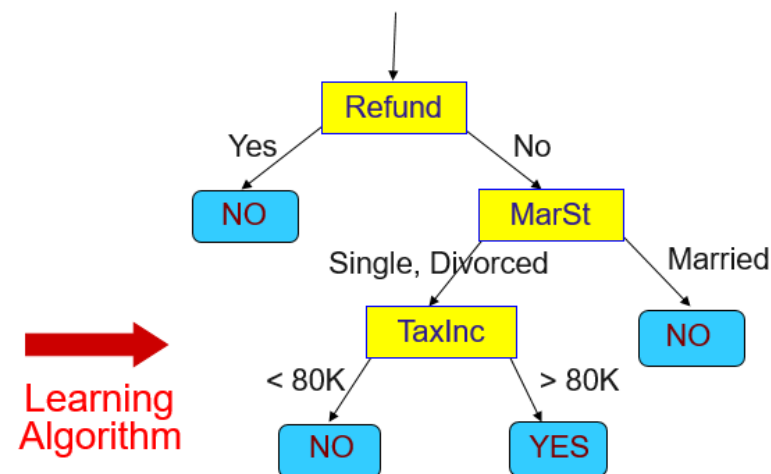 Refund
Yes
No
NO
MarSt
Single, Divorced
Married
TaxInc
NO
< 80K
> 80K
Learning
Algorithm
NO
YES